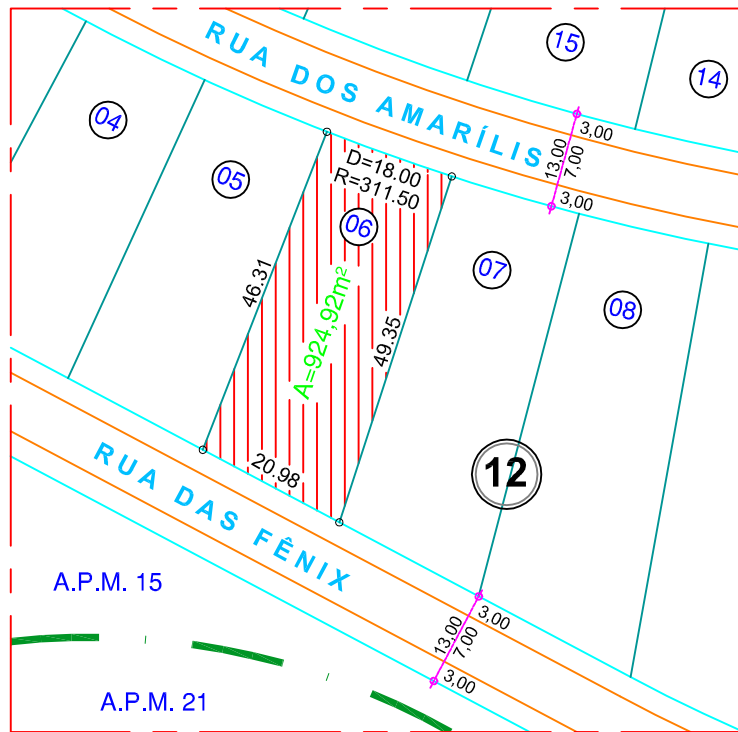 RUA DOS AMARÍLIS
15
14
04
05
3,00
13,00
7,00
3,00
D=18.00
R=311.50
06
07
08
46.31
A=924,92m²
49.35
20.98
12
RUA DAS FÊNIX
A.P.M. 15
3,00
13,00
7,00
3,00
A.P.M. 21